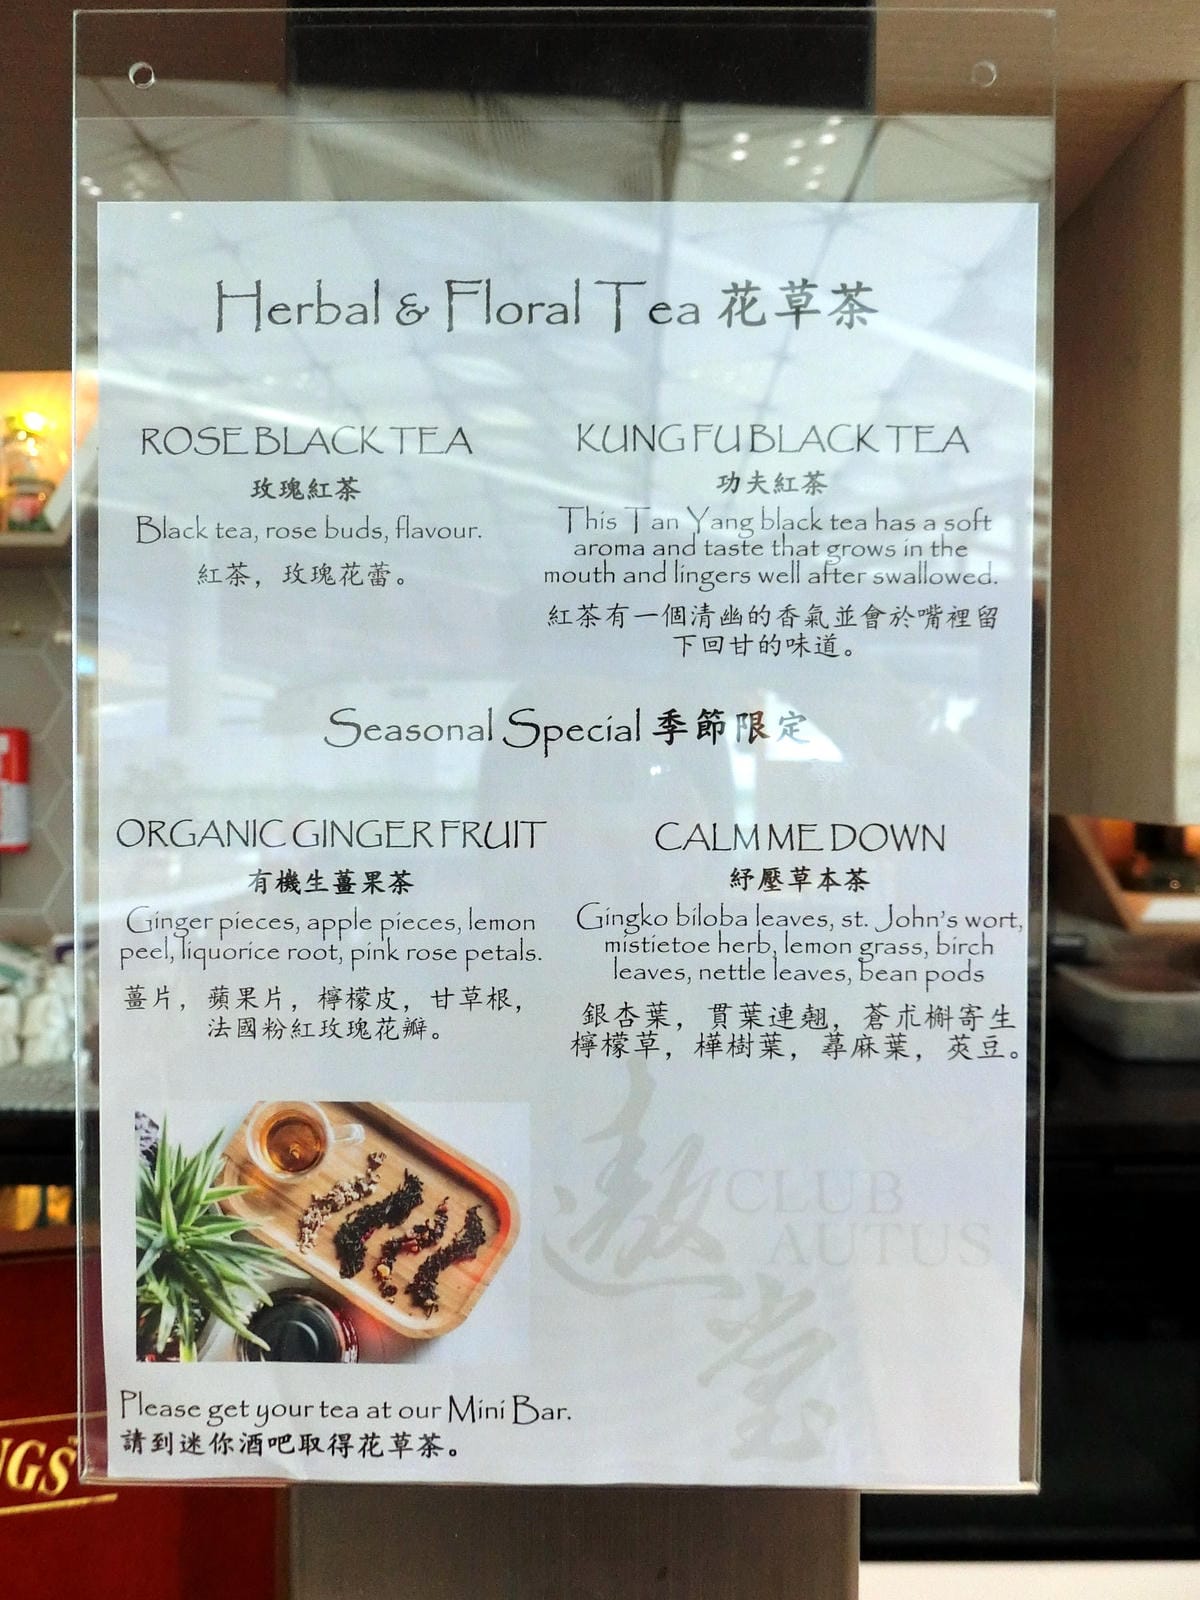 Herbal & Floral Tea 花草茶
ROSE BLACK TEA
玫瑰紅茶
Black tea, rose buds, flavour.
紅茶，玫瑰花蕾。
KUNG FU BLACK TEA
功夫紅茶
This Tan Yang black tea has a soft
aroma and taste that grows in the
mouth and lingers well after swallowed.
紅茶有一個清幽的香氣並會於嘴裡留
下回甘的味道。
Seasonal Special 季節限定
ORGANIC GINGER FRUIT
有機生薑果茶
Ginger pieces, apple pieces, lemon
peel, liquorice root, pink rose petals.
薑片，蘋果片，檸檬皮，甘草根，
法國粉紅玫瑰花瓣。
CALM ME DOWN
紓壓草本茶
Gingko biloba leaves, st. John's wort,
mistietoe herb, lemon grass, birch
leaves, nettle leaves, bean pods
銀杏葉，貫葉連翹，蒼朮槲寄生
檸檬草，樺樹葉，蕁麻葉，莢豆。
遨堂
CLUB
AUTUS
Please get your tea at our Mini Bar.
請到迷你酒吧取得花草茶。
NGS